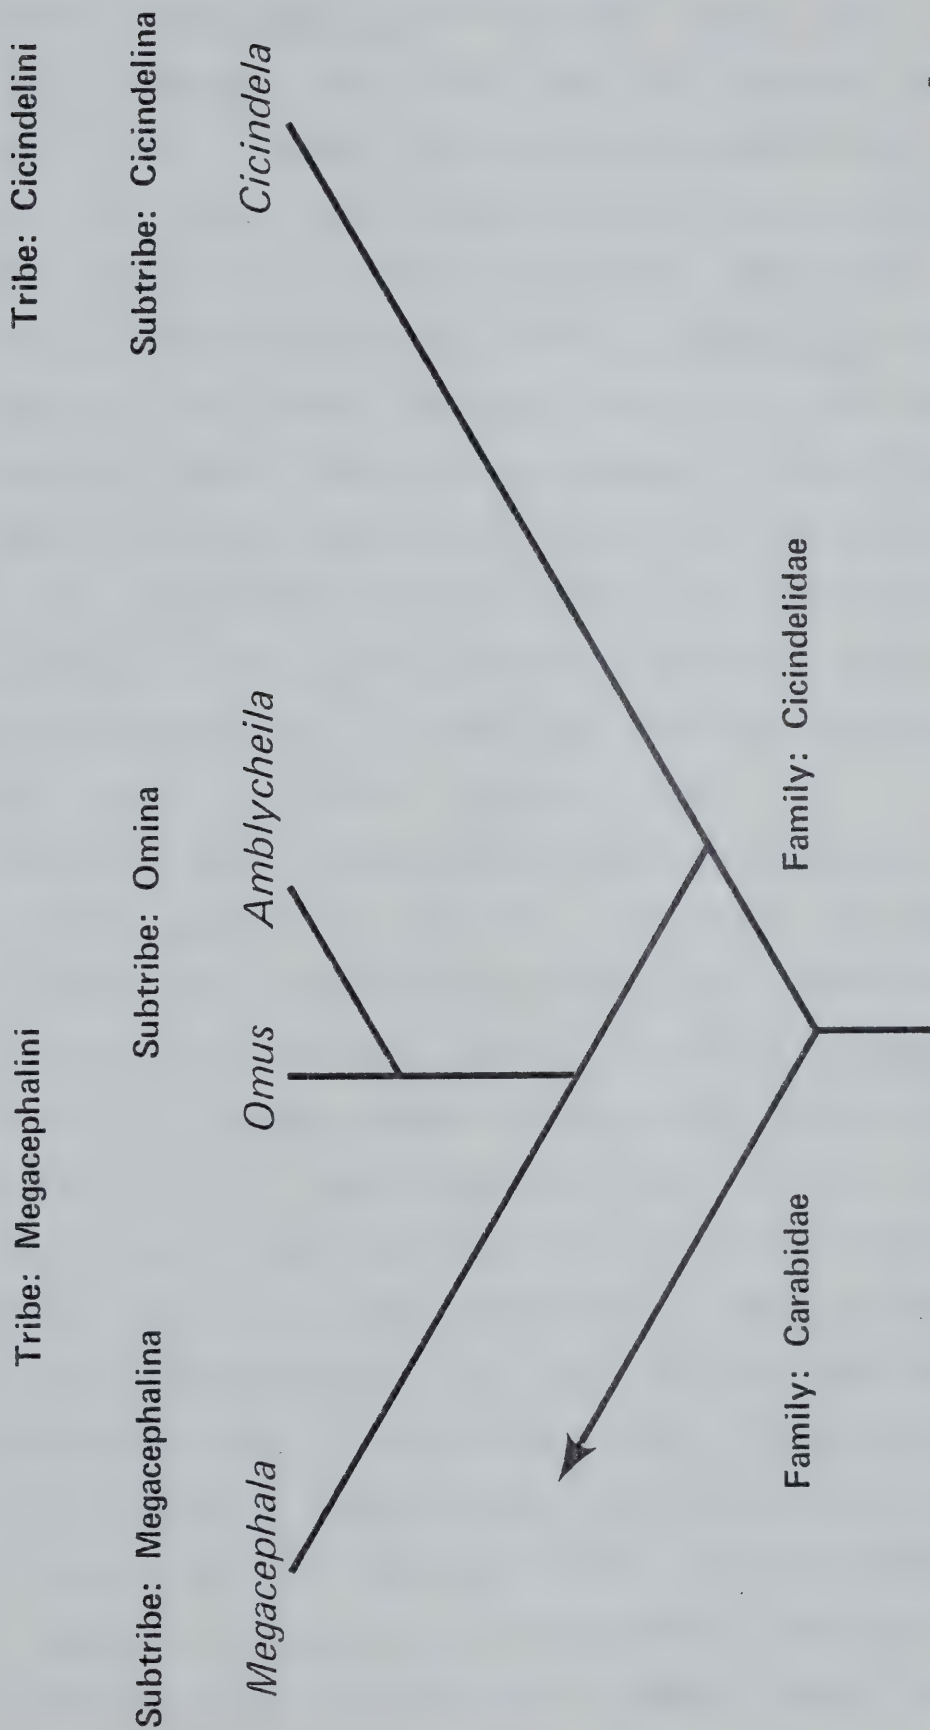 Tribe: Megacephalini
Tribe: Cicindelini
Subtribe: Megacephalina
Subtribe: Omina
Subtribe: Cicindelina
Megacephala
Omus
Amblycheila
Cicindela
Family: Carabidae
Family: Cicindelidae